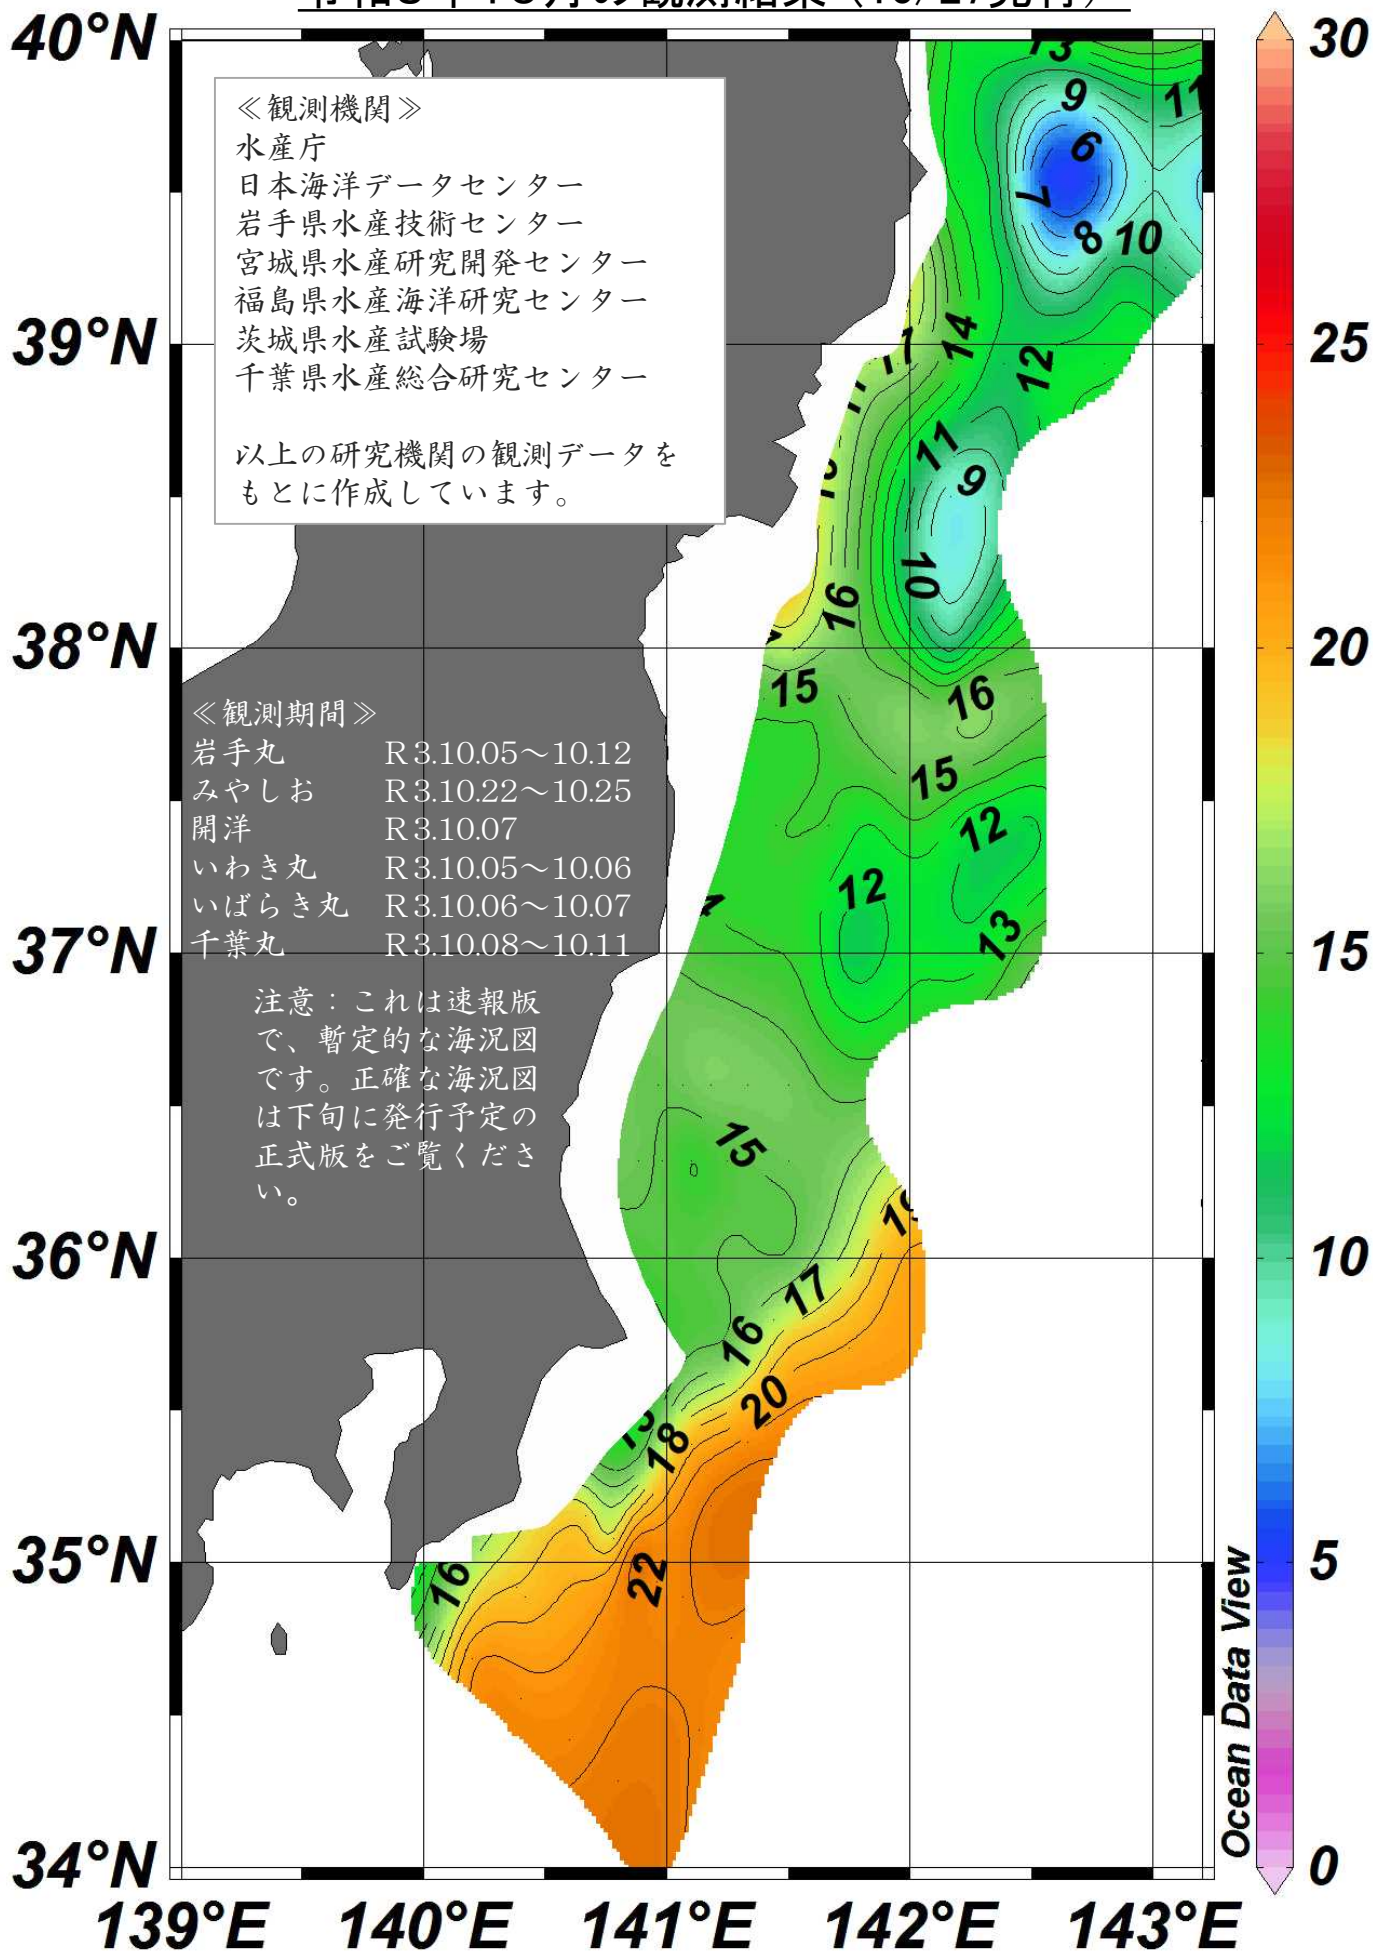 40°N
39°N
38°N
37°N
36°N
35°N
34°N
139°E 140°E 141°E 142°E 143°E
≪観測機関≫
水産庁
日本海洋データセンター
岩手県水産技術センター
宮城県水産研究開発センター
福島県水産海洋研究センター
茨城県水産試験場
千葉県水産総合研究センター
以上の研究機関の観測データを
もとに作成しています。
≪観測期間≫
岩手丸 R3.10.05～10.12
みやしお R3.10.22～10.25
開洋 R3.10.07
いわき丸 R3.10.05～10.06
いばらき丸 R3.10.06～10.07
千葉丸 R3.10.08～10.11
注意：これは速報版
で、暫定的な海況図
です。正確な海況図
は下旬に発行予定の
正式版をご覧くださ
い。
13
9
11
6
7
8 10
17
14
12
11
9
10
16
15
16
15
12
12
13
15
19
17
16
20
18
22
16
30
25
20
15
10
5
0
Ocean Data View